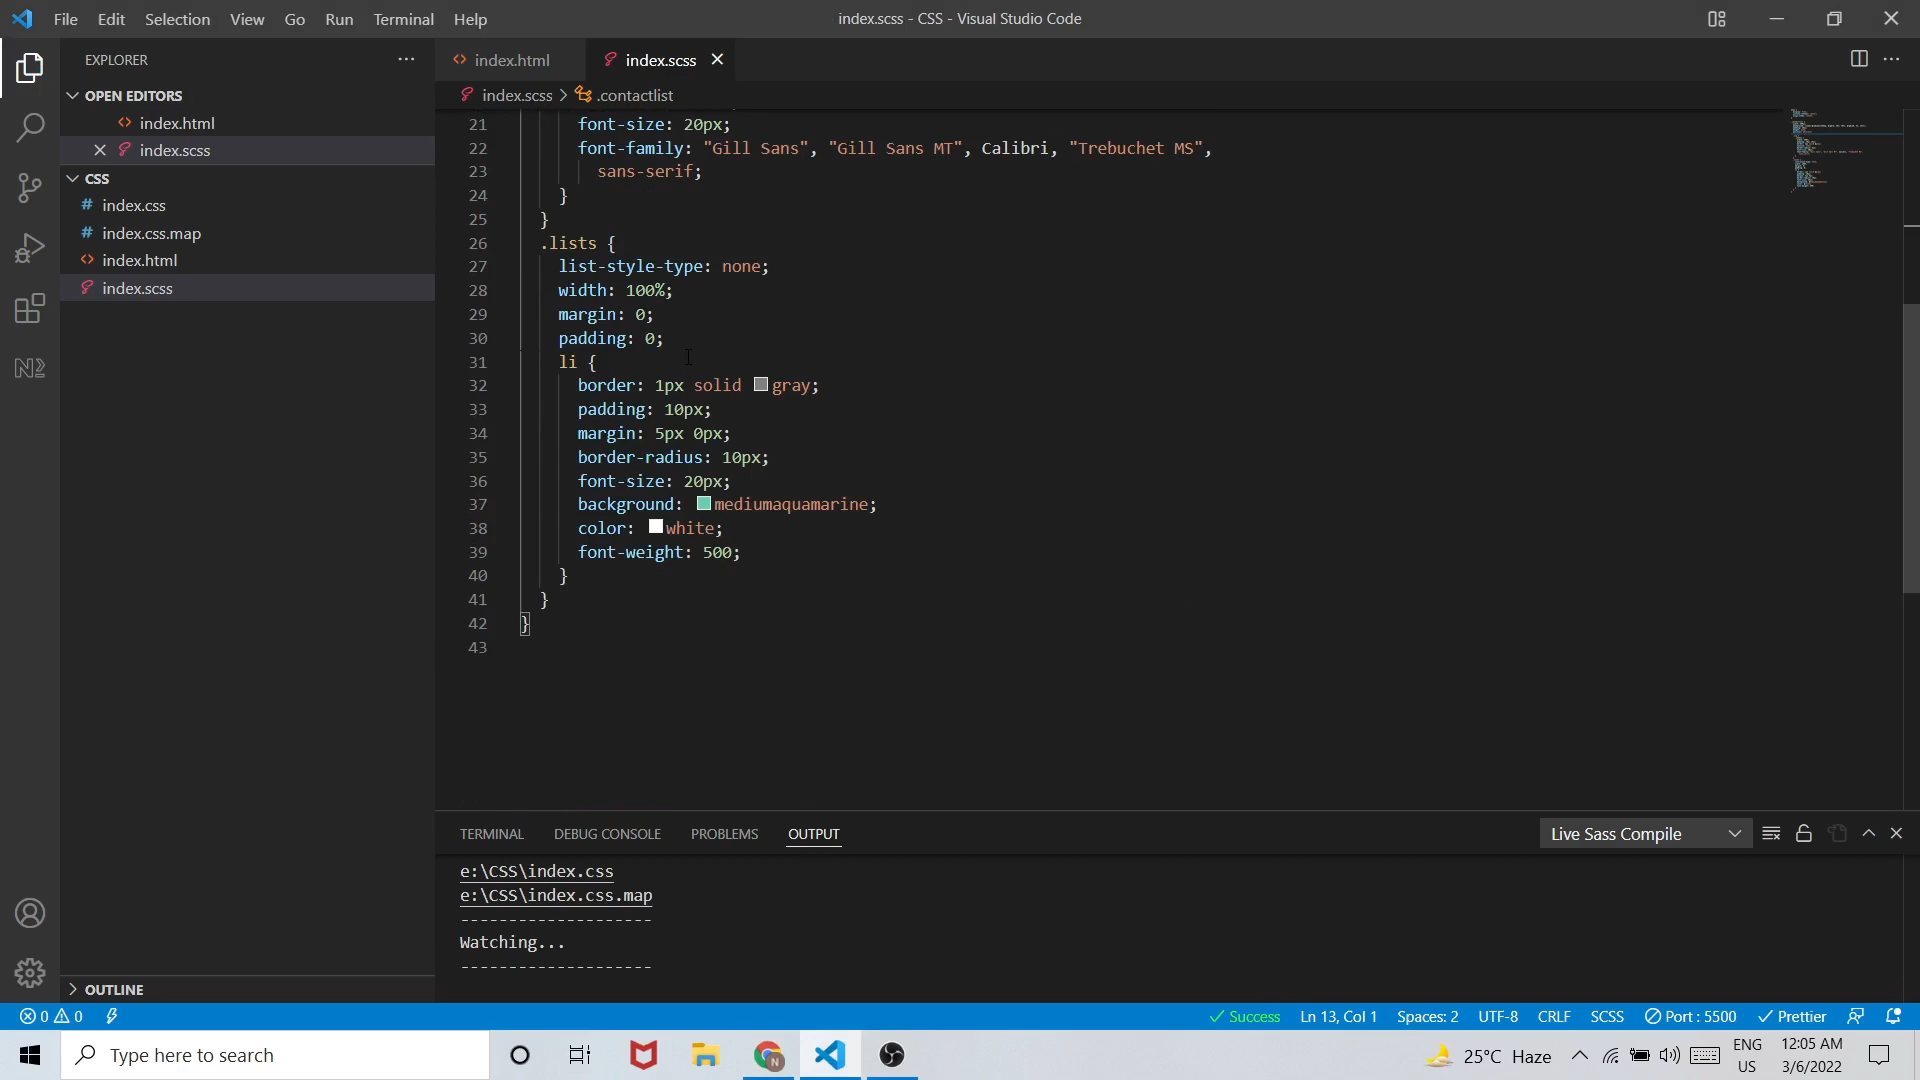 File Edit Selection View Go Run Terminal Help
index.scss - CSS - Visual Studio Code
EXPLORER
OPEN EDITORS
index.html
index.scss
CSS
index.css
index.css.map
index.html
index.scss
OUTLINE
index.html
index.scss
index.scss > .contactlist
21 font-size: 20px;
22 font-family: "Gill Sans", "Gill Sans MT", Calibri, "Trebuchet MS",
23 sans-serif;
24 }
25 }
26 .lists {
27 list-style-type: none;
28 width: 100%;
29 margin: 0;
30 padding: 0;
31 li {
32 border: 1px solid gray;
33 padding: 10px;
34 margin: 5px 0px;
35 border-radius: 10px;
36 font-size: 20px;
37 background: mediumaquamarine;
38 color: white;
39 font-weight: 500;
40 }
41 }
42 }
43
TERMINAL DEBUG CONSOLE PROBLEMS OUTPUT
Live Sass Compile
e:\CSS\index.css
e:\CSS\index.css.map
--------------------
Watching...
--------------------
0 0
Success Ln 13, Col 1 Spaces: 2 UTF-8 CRLF SCSS Port : 5500 Prettier
Type here to search
25°C Haze
ENG
US
12:05 AM
3/6/2022